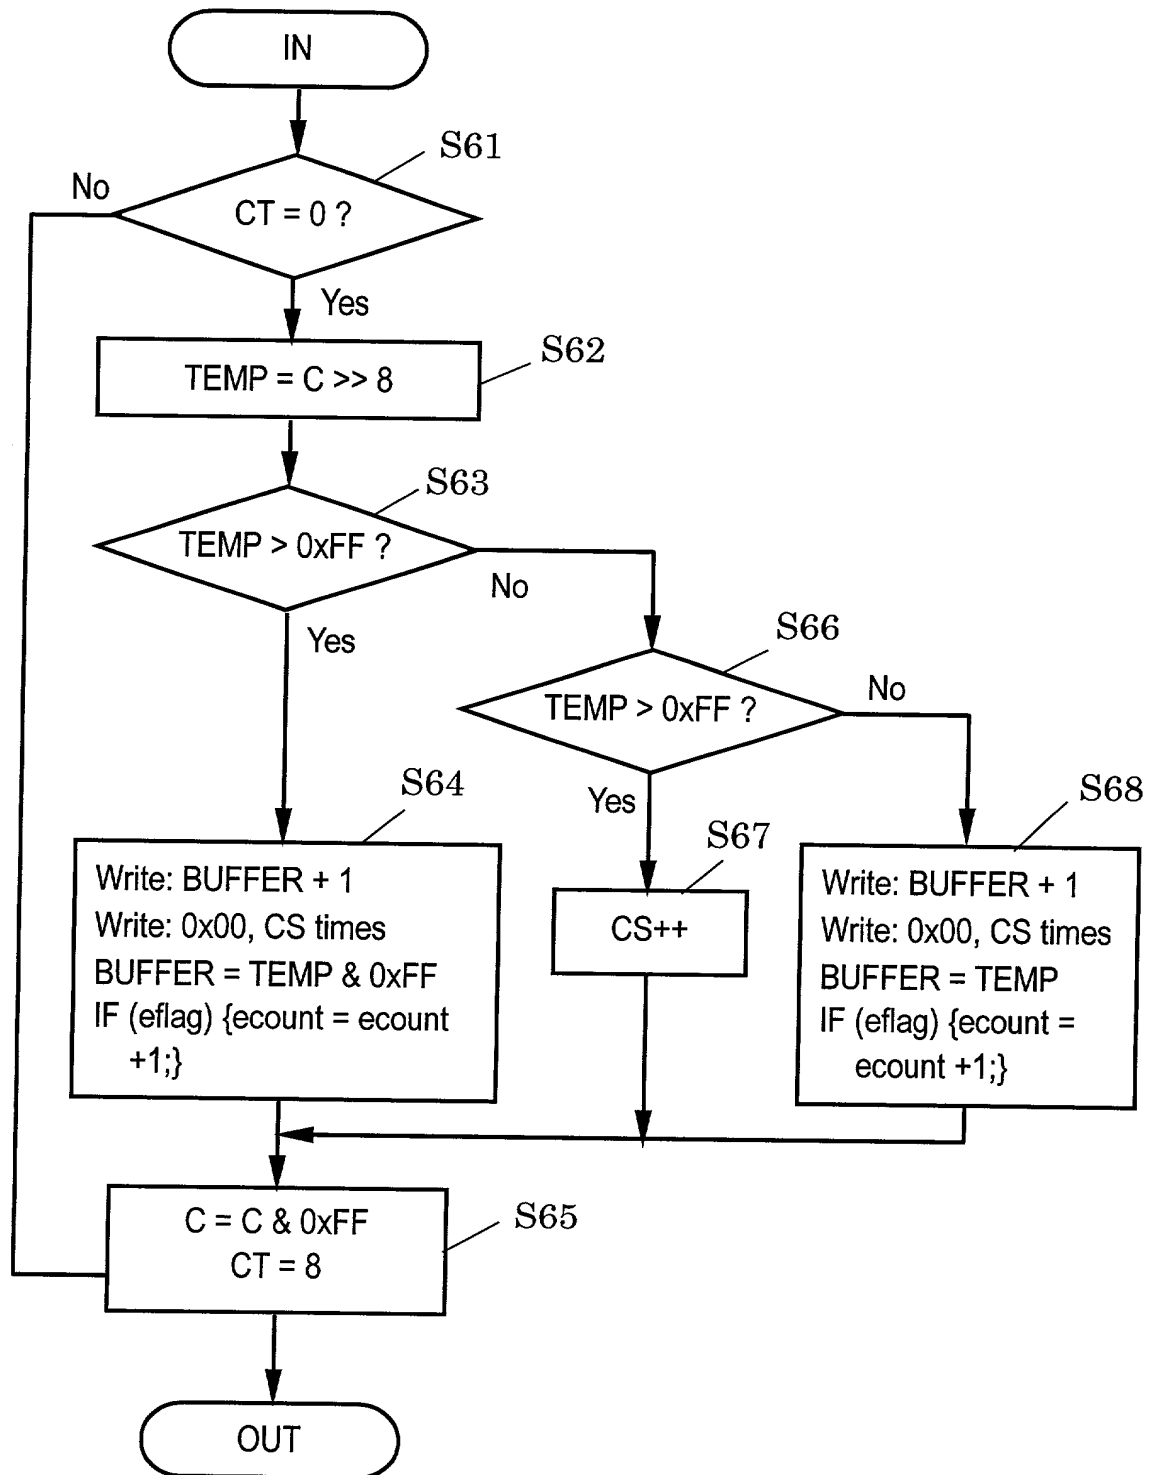 IN
S61
No
CT = 0 ?
Yes
S62
TEMP = C >> 8
S63
TEMP > 0xFF ?
No
Yes
S66
TEMP > 0xFF ?
No
Yes
S64
S67
S68
Write: BUFFER + 1
Write: 0x00, CS times
BUFFER = TEMP & 0xFF
IF (eflag) {ecount = ecount
+1;}
CS++
Write: BUFFER + 1
Write: 0x00, CS times
BUFFER = TEMP
IF (eflag) {ecount =
ecount +1;}
C = C & 0xFF
CT = 8
S65
OUT